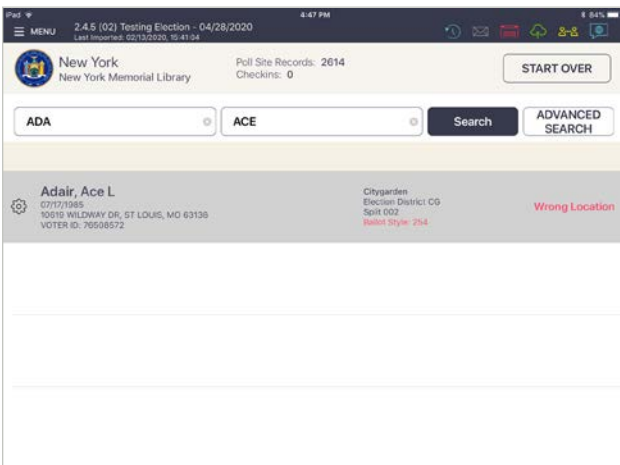 iPad 4:47 PM 84%
MENU 2.4.5 (02) Testing Election - 04/28/2020
Last Imported: 02/13/2020, 15:41:04
New York Poll Site Records: 2614 START OVER
New York Memorial Library Checkins: 0
ADA ACE Search ADVANCED
SEARCH
Adair, Ace L Citygarden
07/17/1985 Election District CG
10619 WILDWAY DR, ST LOUIS, MO 63136 Split 002 Wrong Location
VOTER ID: 76508572 Ballot Style: 254